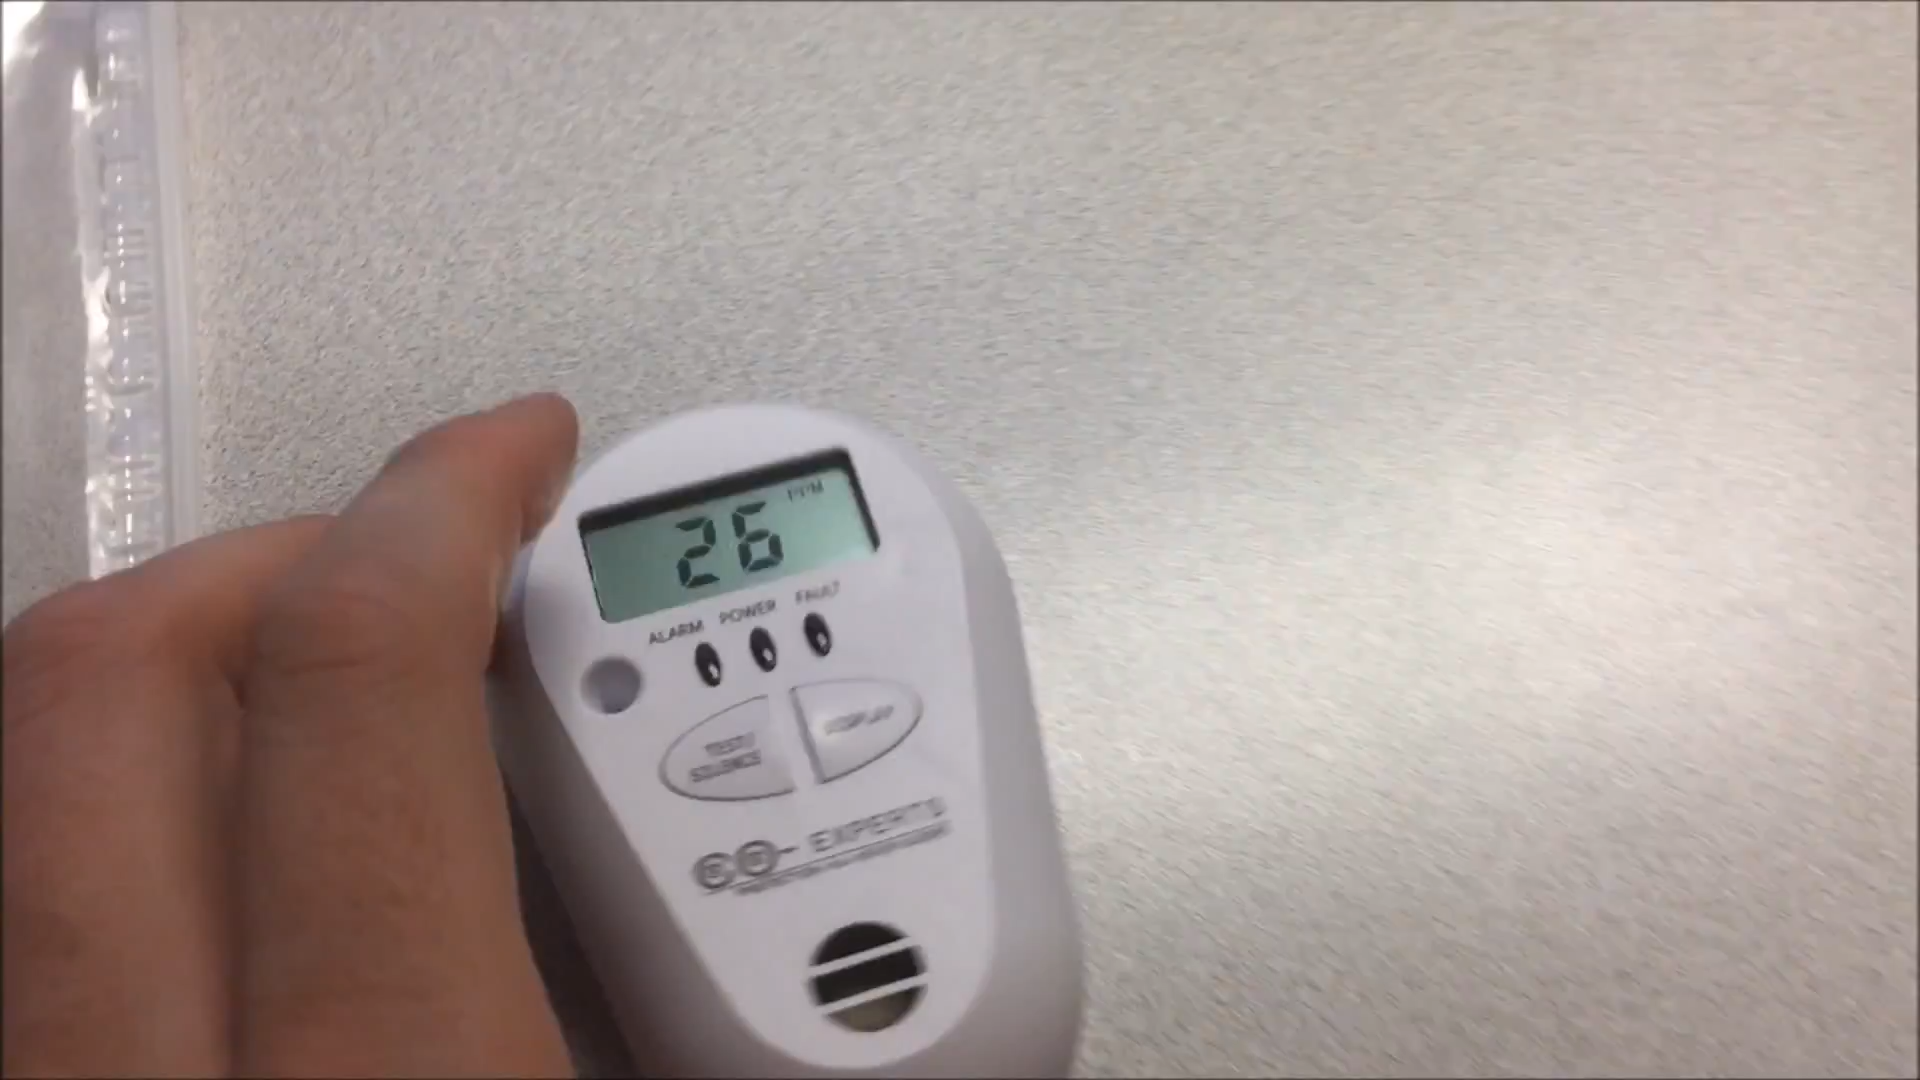 PPM
26
ALARM POWER FAULT
TEST/
SILENCE
DISPLAY
CO- EXPERTS